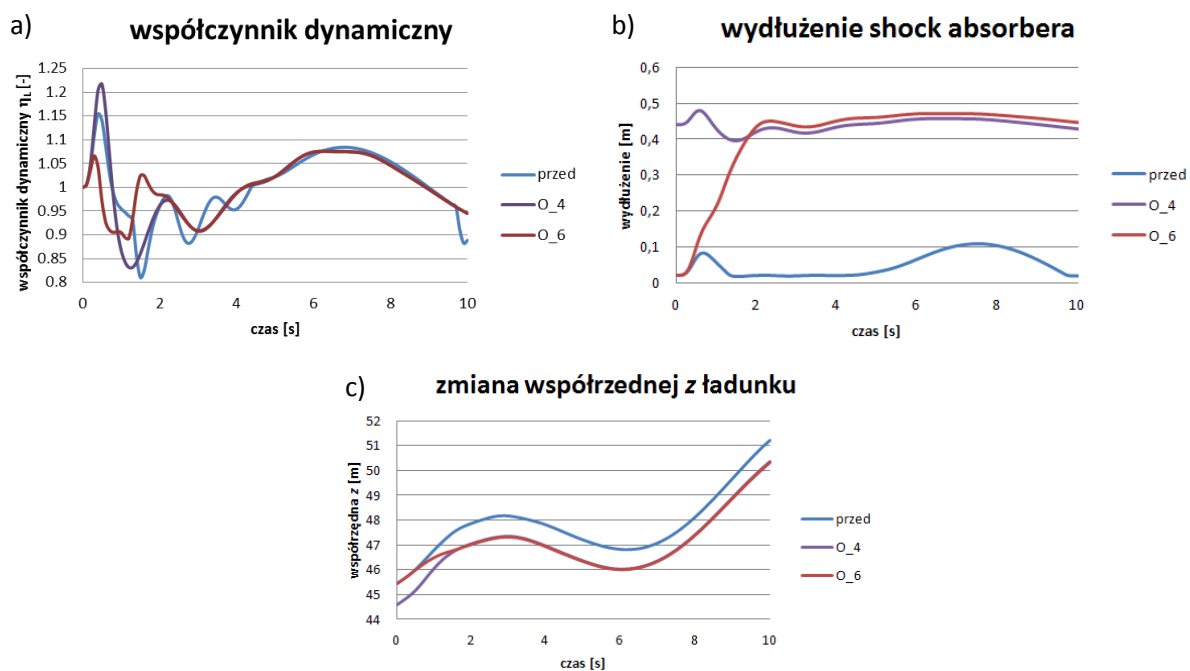 a)
współczynnik dynamiczny
współczynnik dynamiczny ηL [-]
1.25
1.2
1.15
1.1
1.05
1
0.95
0.9
0.85
0.8
0 2 4 6 8 10
czas [s]
przed
O_4
O_6
b)
wydłużenie shock absorbera
wydłużenie [m]
0,6
0,5
0,4
0,3
0,2
0,1
0
0 2 4 6 8 10
czas [s]
przed
O_4
O_6
c)
zmiana współrzednej z ładunku
współrzędna z [m]
52
51
50
49
48
47
46
45
44
0 2 4 6 8 10
czas [s]
przed
O_4
O_6